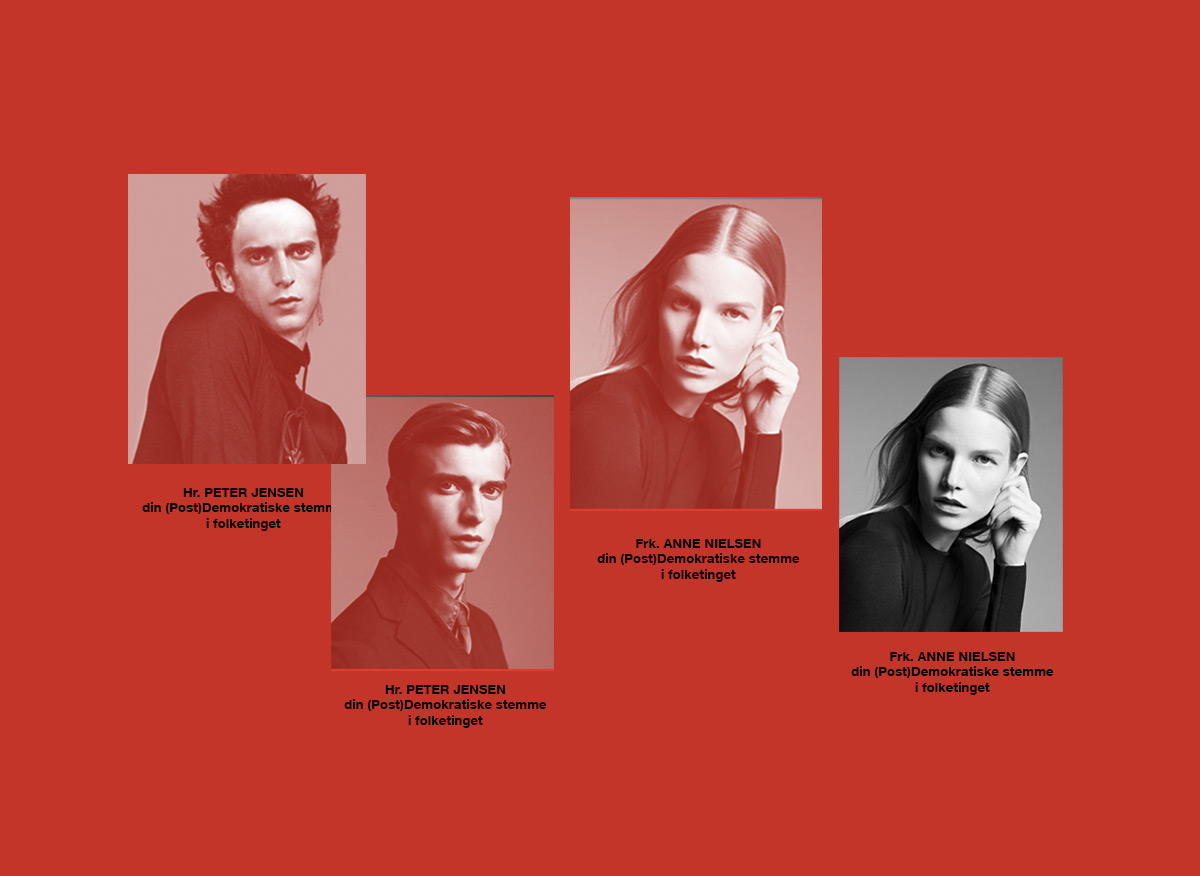 Hr. PETER JENSEN
din (Post)Demokratiske stemm
i folketinget
Hr. PETER JENSEN
din (Post)Demokratiske stemme
i folketinget
Frk. ANNE NIELSEN
din (Post)Demokratiske stemme
i folketinget
Frk. ANNE NIELSEN
din (Post)Demokratiske stemme
i folketinget